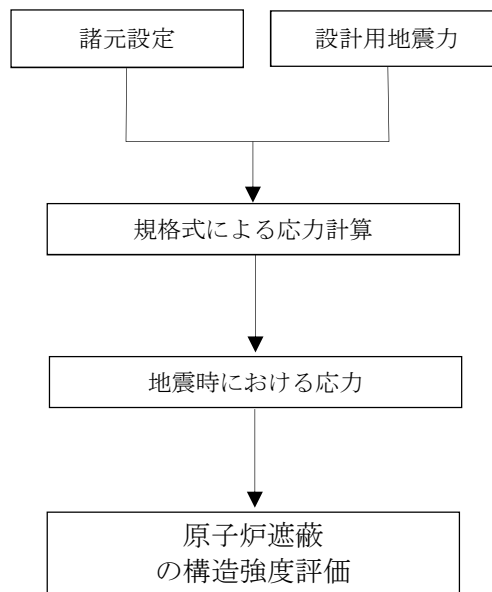 諸元設定
設計用地震力
規格式による応力計算
地震時における応力
原子炉遮蔽
の構造強度評価